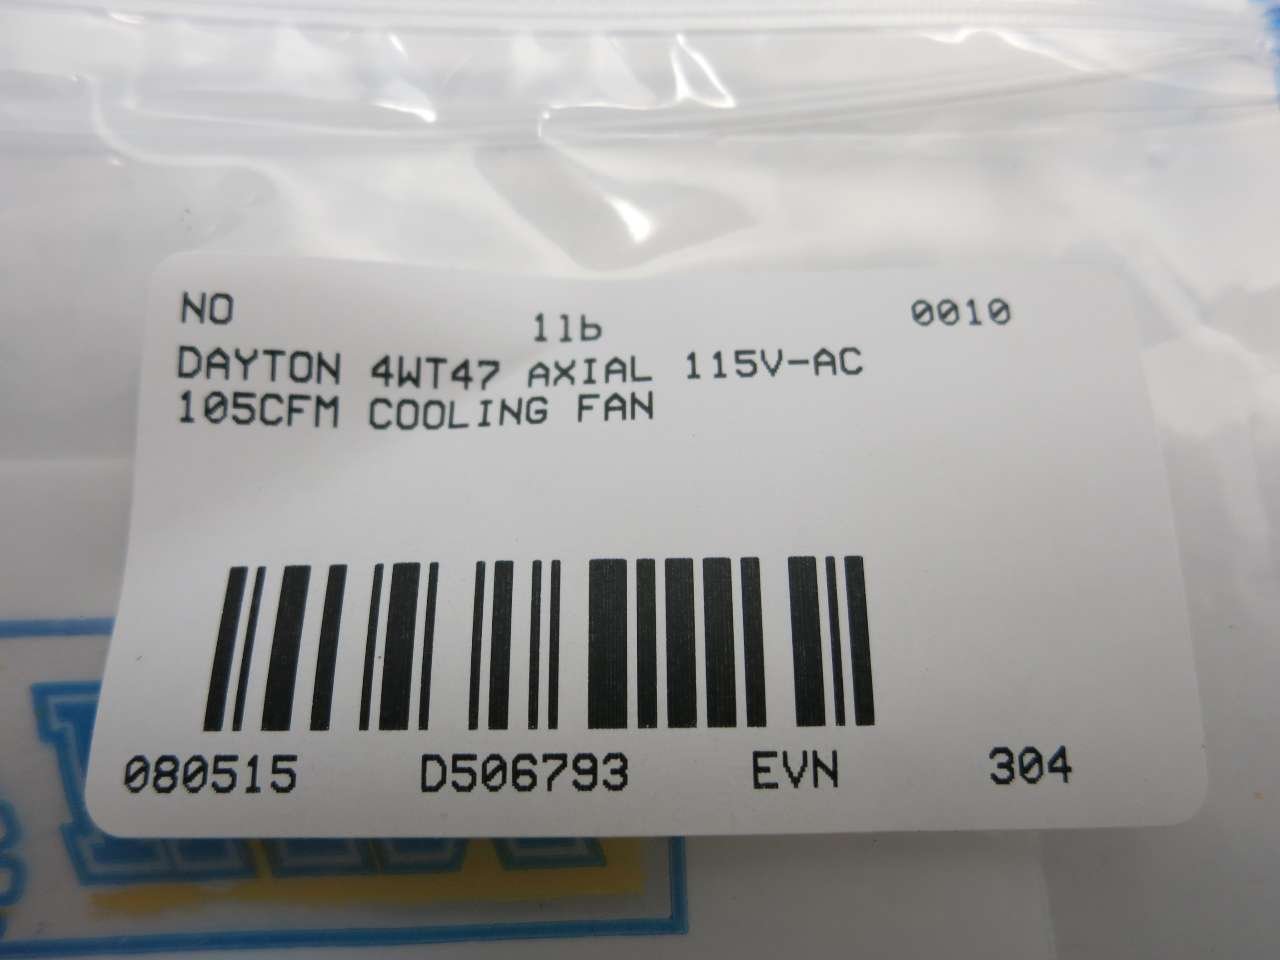 NO 1lb 0010
DAYTON 4WT47 AXIAL 115V-AC
105CFM COOLING FAN
080515 D506793 EVN 304